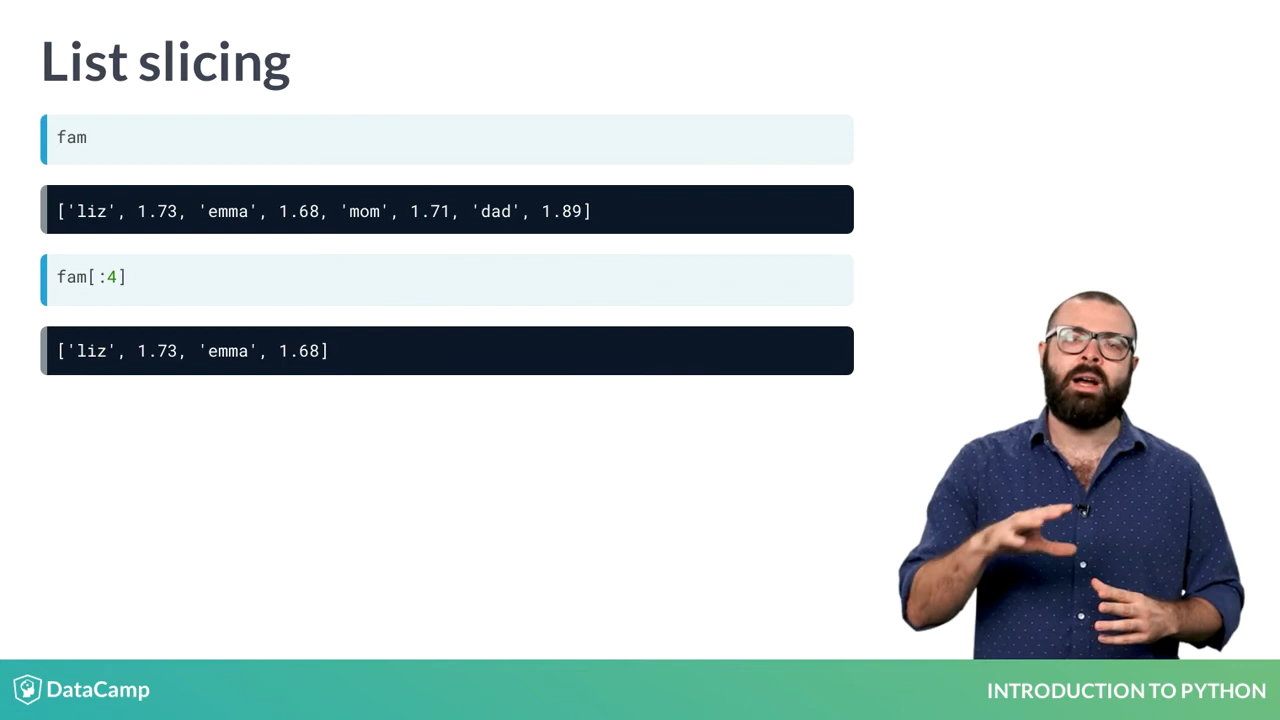 List slicing
fam
['liz', 1.73, 'emma', 1.68, 'mom', 1.71, 'dad', 1.89]
fam[:4]
['liz', 1.73, 'emma', 1.68]
DataCamp
INTRODUCTION TO PYTHON